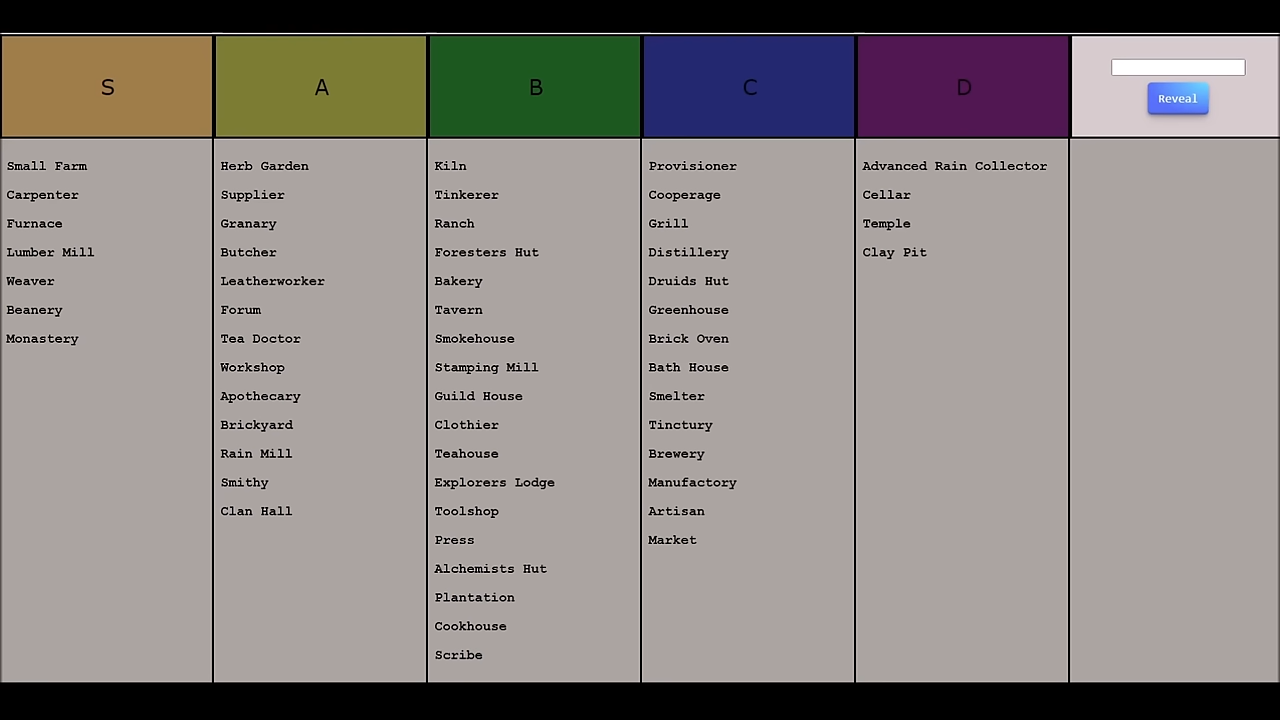 S
A
B
C
D
Reveal
Small Farm
Carpenter
Furnace
Lumber Mill
Weaver
Beanery
Monastery
Herb Garden
Supplier
Granary
Butcher
Leatherworker
Forum
Tea Doctor
Workshop
Apothecary
Brickyard
Rain Mill
Smithy
Clan Hall
Kiln
Tinkerer
Ranch
Foresters Hut
Bakery
Tavern
Smokehouse
Stamping Mill
Guild House
Clothier
Teahouse
Explorers Lodge
Toolshop
Press
Alchemists Hut
Plantation
Cookhouse
Scribe
Provisioner
Cooperage
Grill
Distillery
Druids Hut
Greenhouse
Brick Oven
Bath House
Smelter
Tinctury
Brewery
Manufactory
Artisan
Market
Advanced Rain Collector
Cellar
Temple
Clay Pit